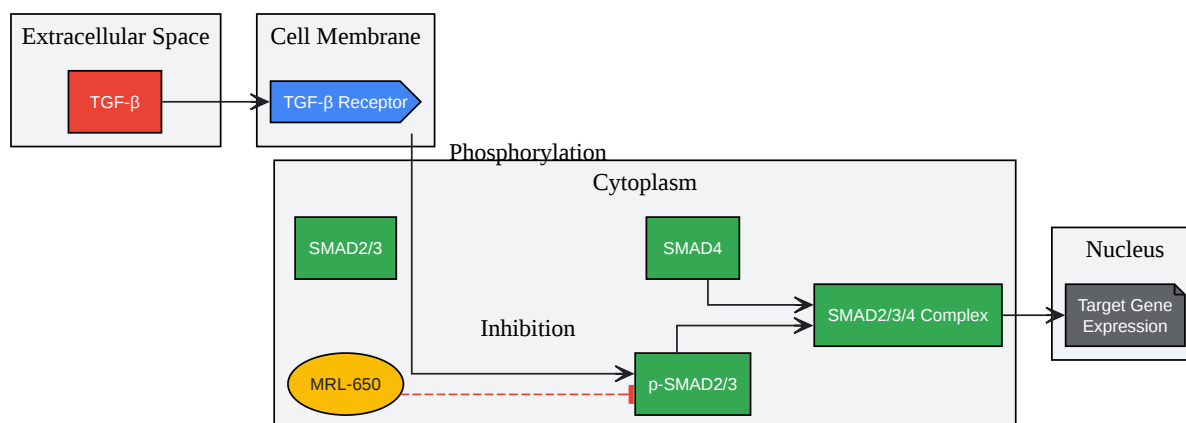 Extracellular Space
Cell Membrane
TGF-β
TGF-β Receptor
Phosphorylation
Cytoplasm
SMAD2/3
SMAD4
Nucleus
SMAD2/3/4 Complex
Target Gene
Expression
Inhibition
MRL-650
p-SMAD2/3